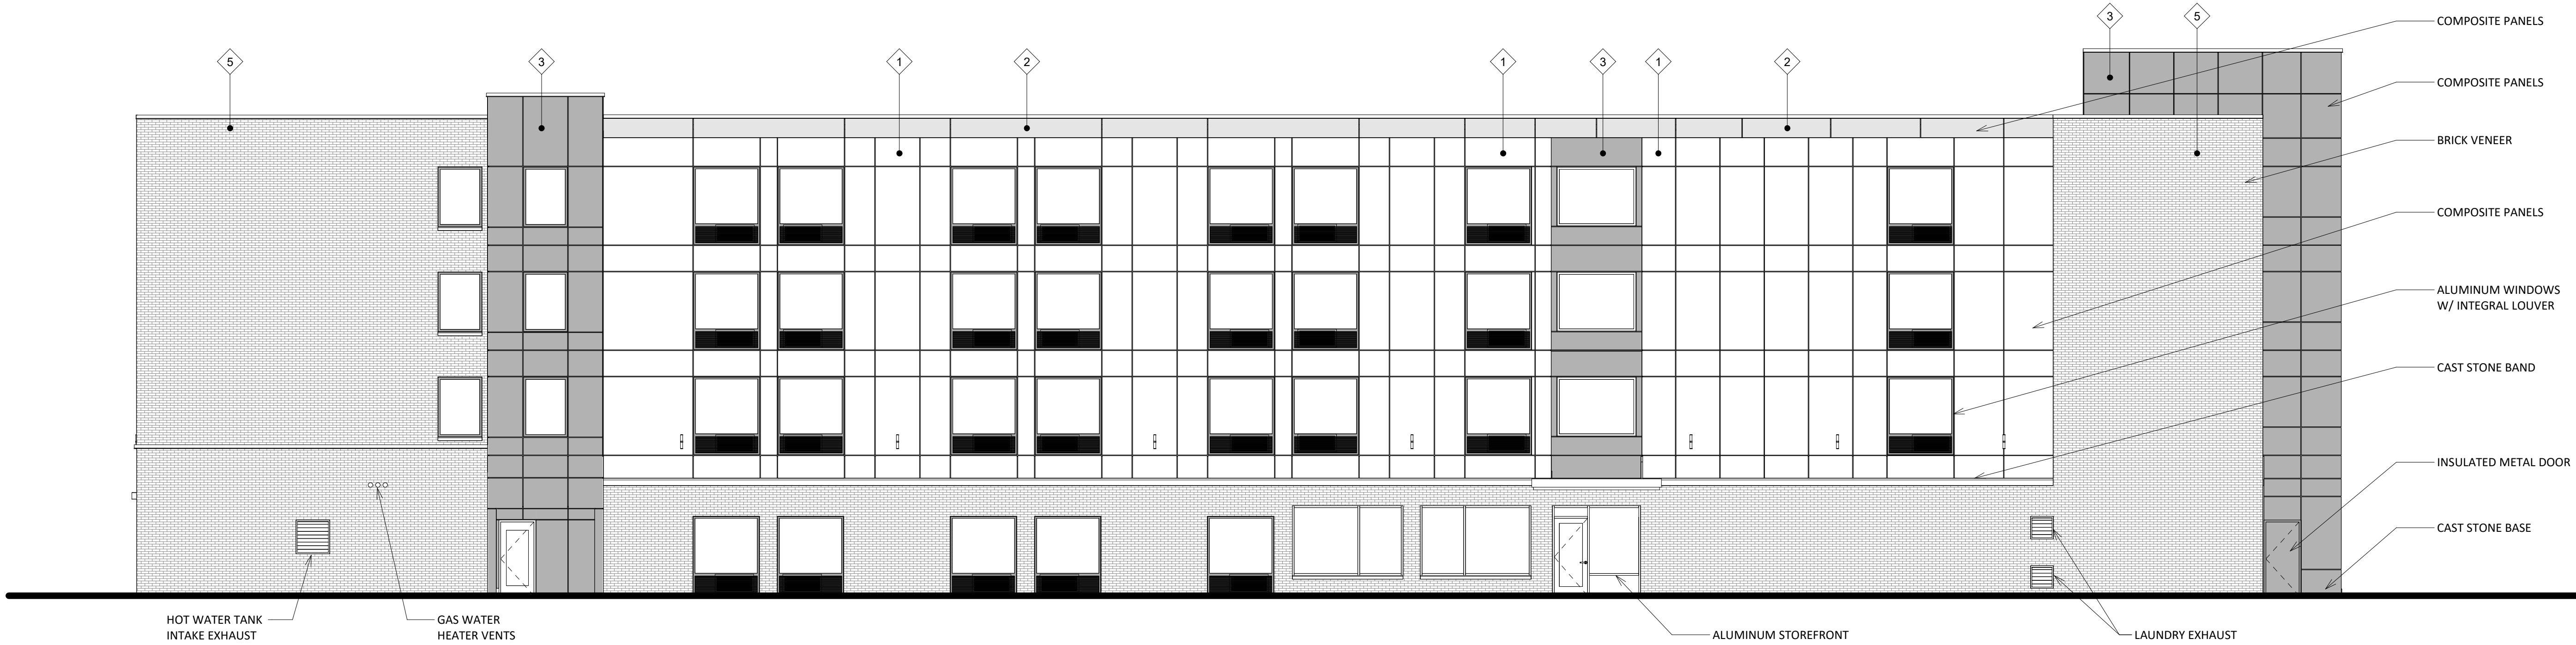 3
5
COMPOSITE PANELS
5
3
1
2
1
3
1
2
COMPOSITE PANELS
BRICK VENEER
COMPOSITE PANELS
ALUMINUM WINDOWS
W/ INTEGRAL LOUVER
CAST STONE BAND
INSULATED METAL DOOR
CAST STONE BASE
HOT WATER TANK
INTAKE EXHAUST
GAS WATER
HEATER VENTS
ALUMINUM STOREFRONT
LAUNDRY EXHAUST